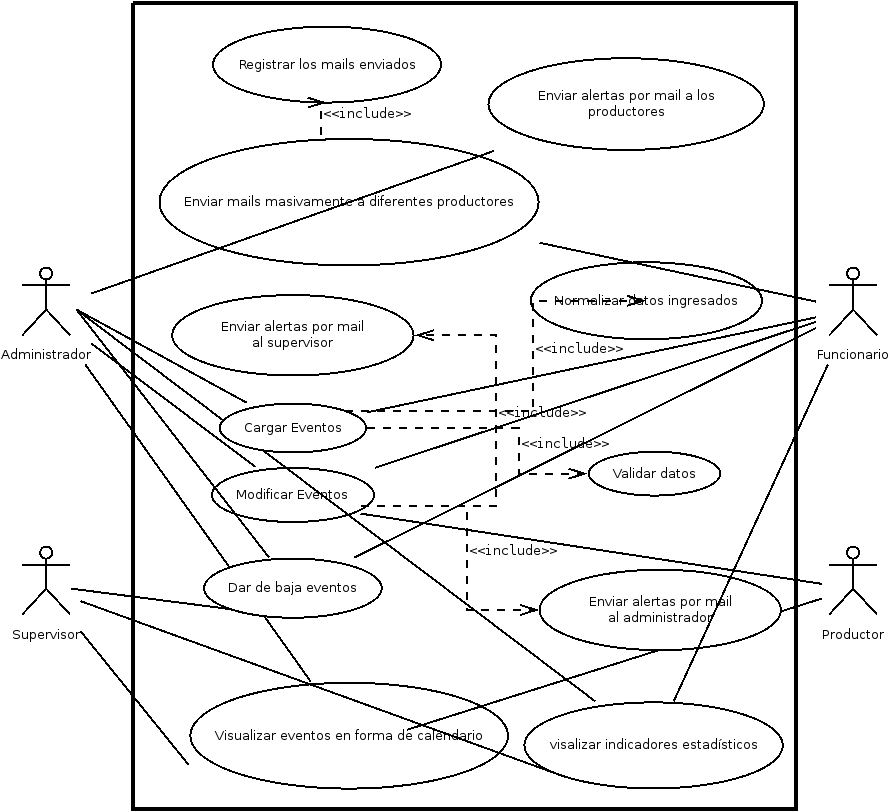 Registrar los mails enviados
Enviar alertas por mail a los
productores
<<include>>
Enviar mails masivamente a diferentes productores
Normalizar datos ingresados
Enviar alertas por mail
al supervisor
Administrador
Funcionario
<<include>>
<<include>>
Cargar Eventos
<<include>>
Validar datos
Modificar Eventos
<<include>>
Dar de baja eventos
Enviar alertas por mail
al administrador
Supervisor
Productor
Visualizar eventos en forma de calendario
visalizar indicadores estadísticos